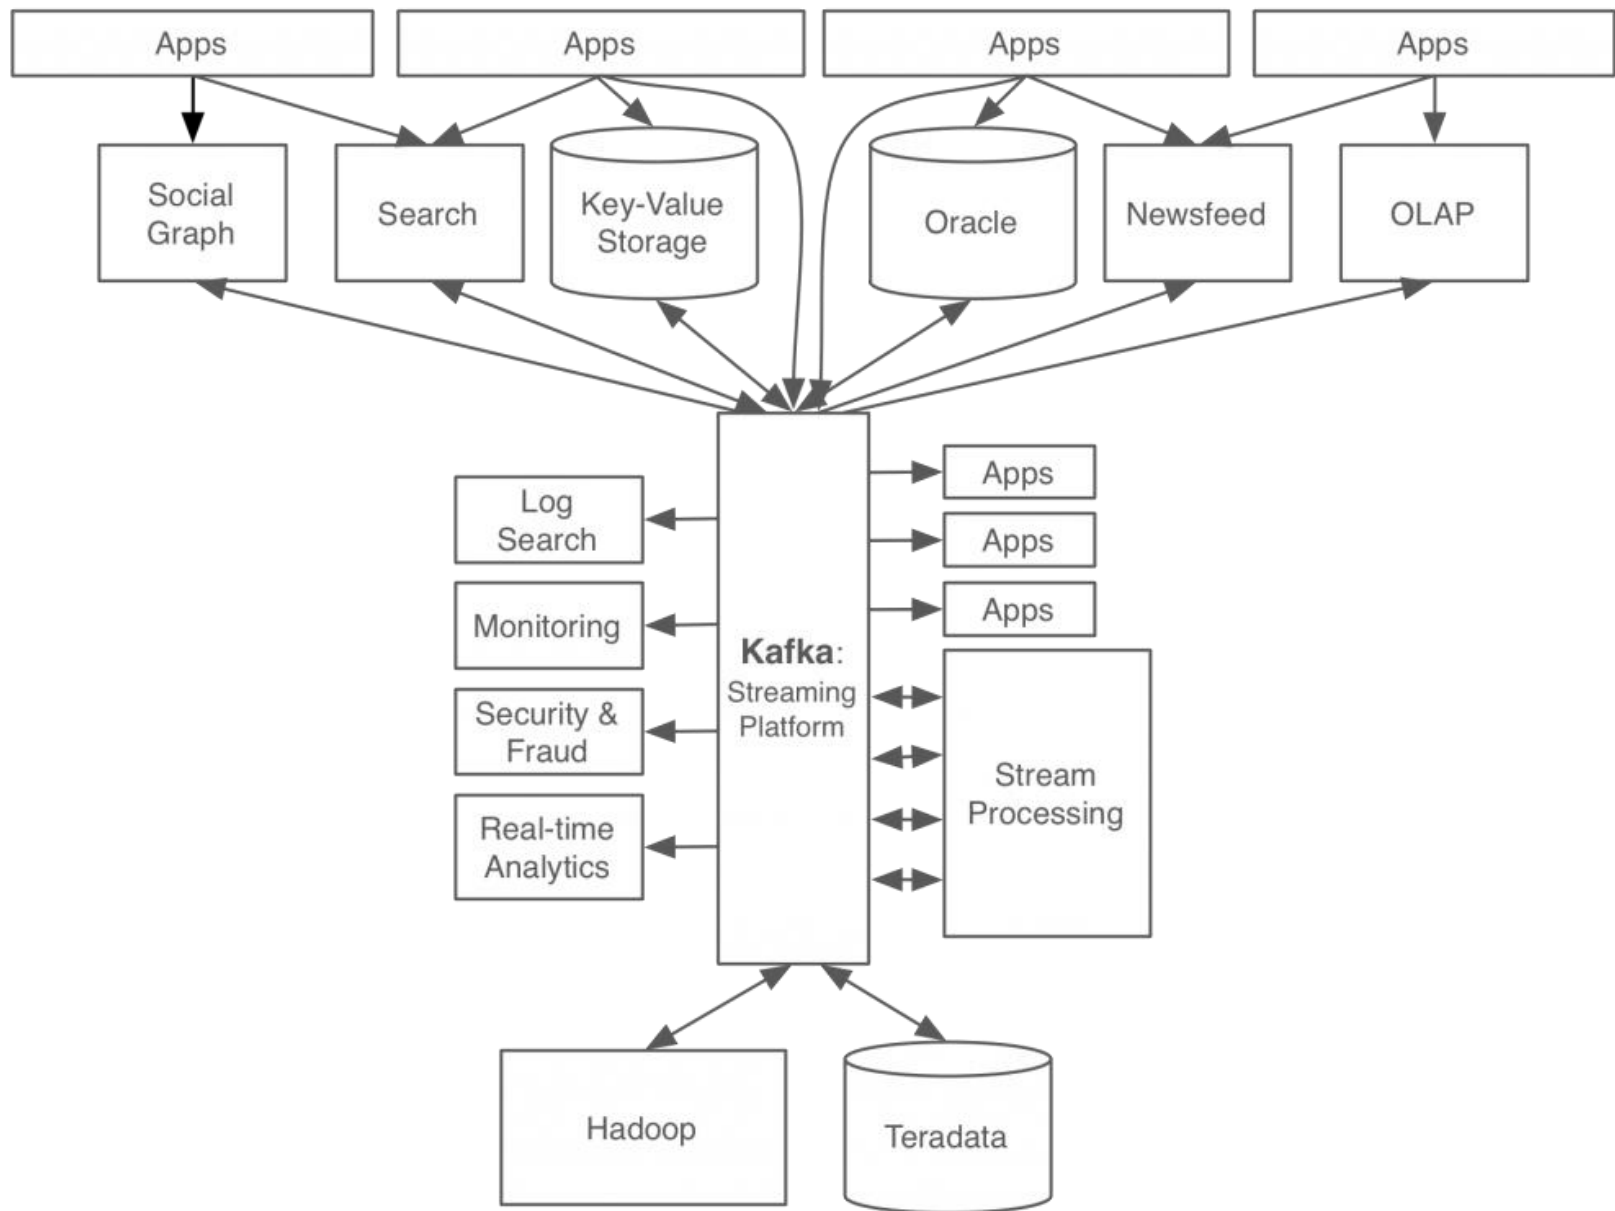 Apps
Apps
Apps
Apps
Social
Graph
Search
Key-Value
Storage
Oracle
Newsfeed
OLAP
Log
Search
Monitoring
Security &
Fraud
Real-time
Analytics
Kafka:
Streaming
Platform
Apps
Apps
Apps
Stream
Processing
Hadoop
Teradata